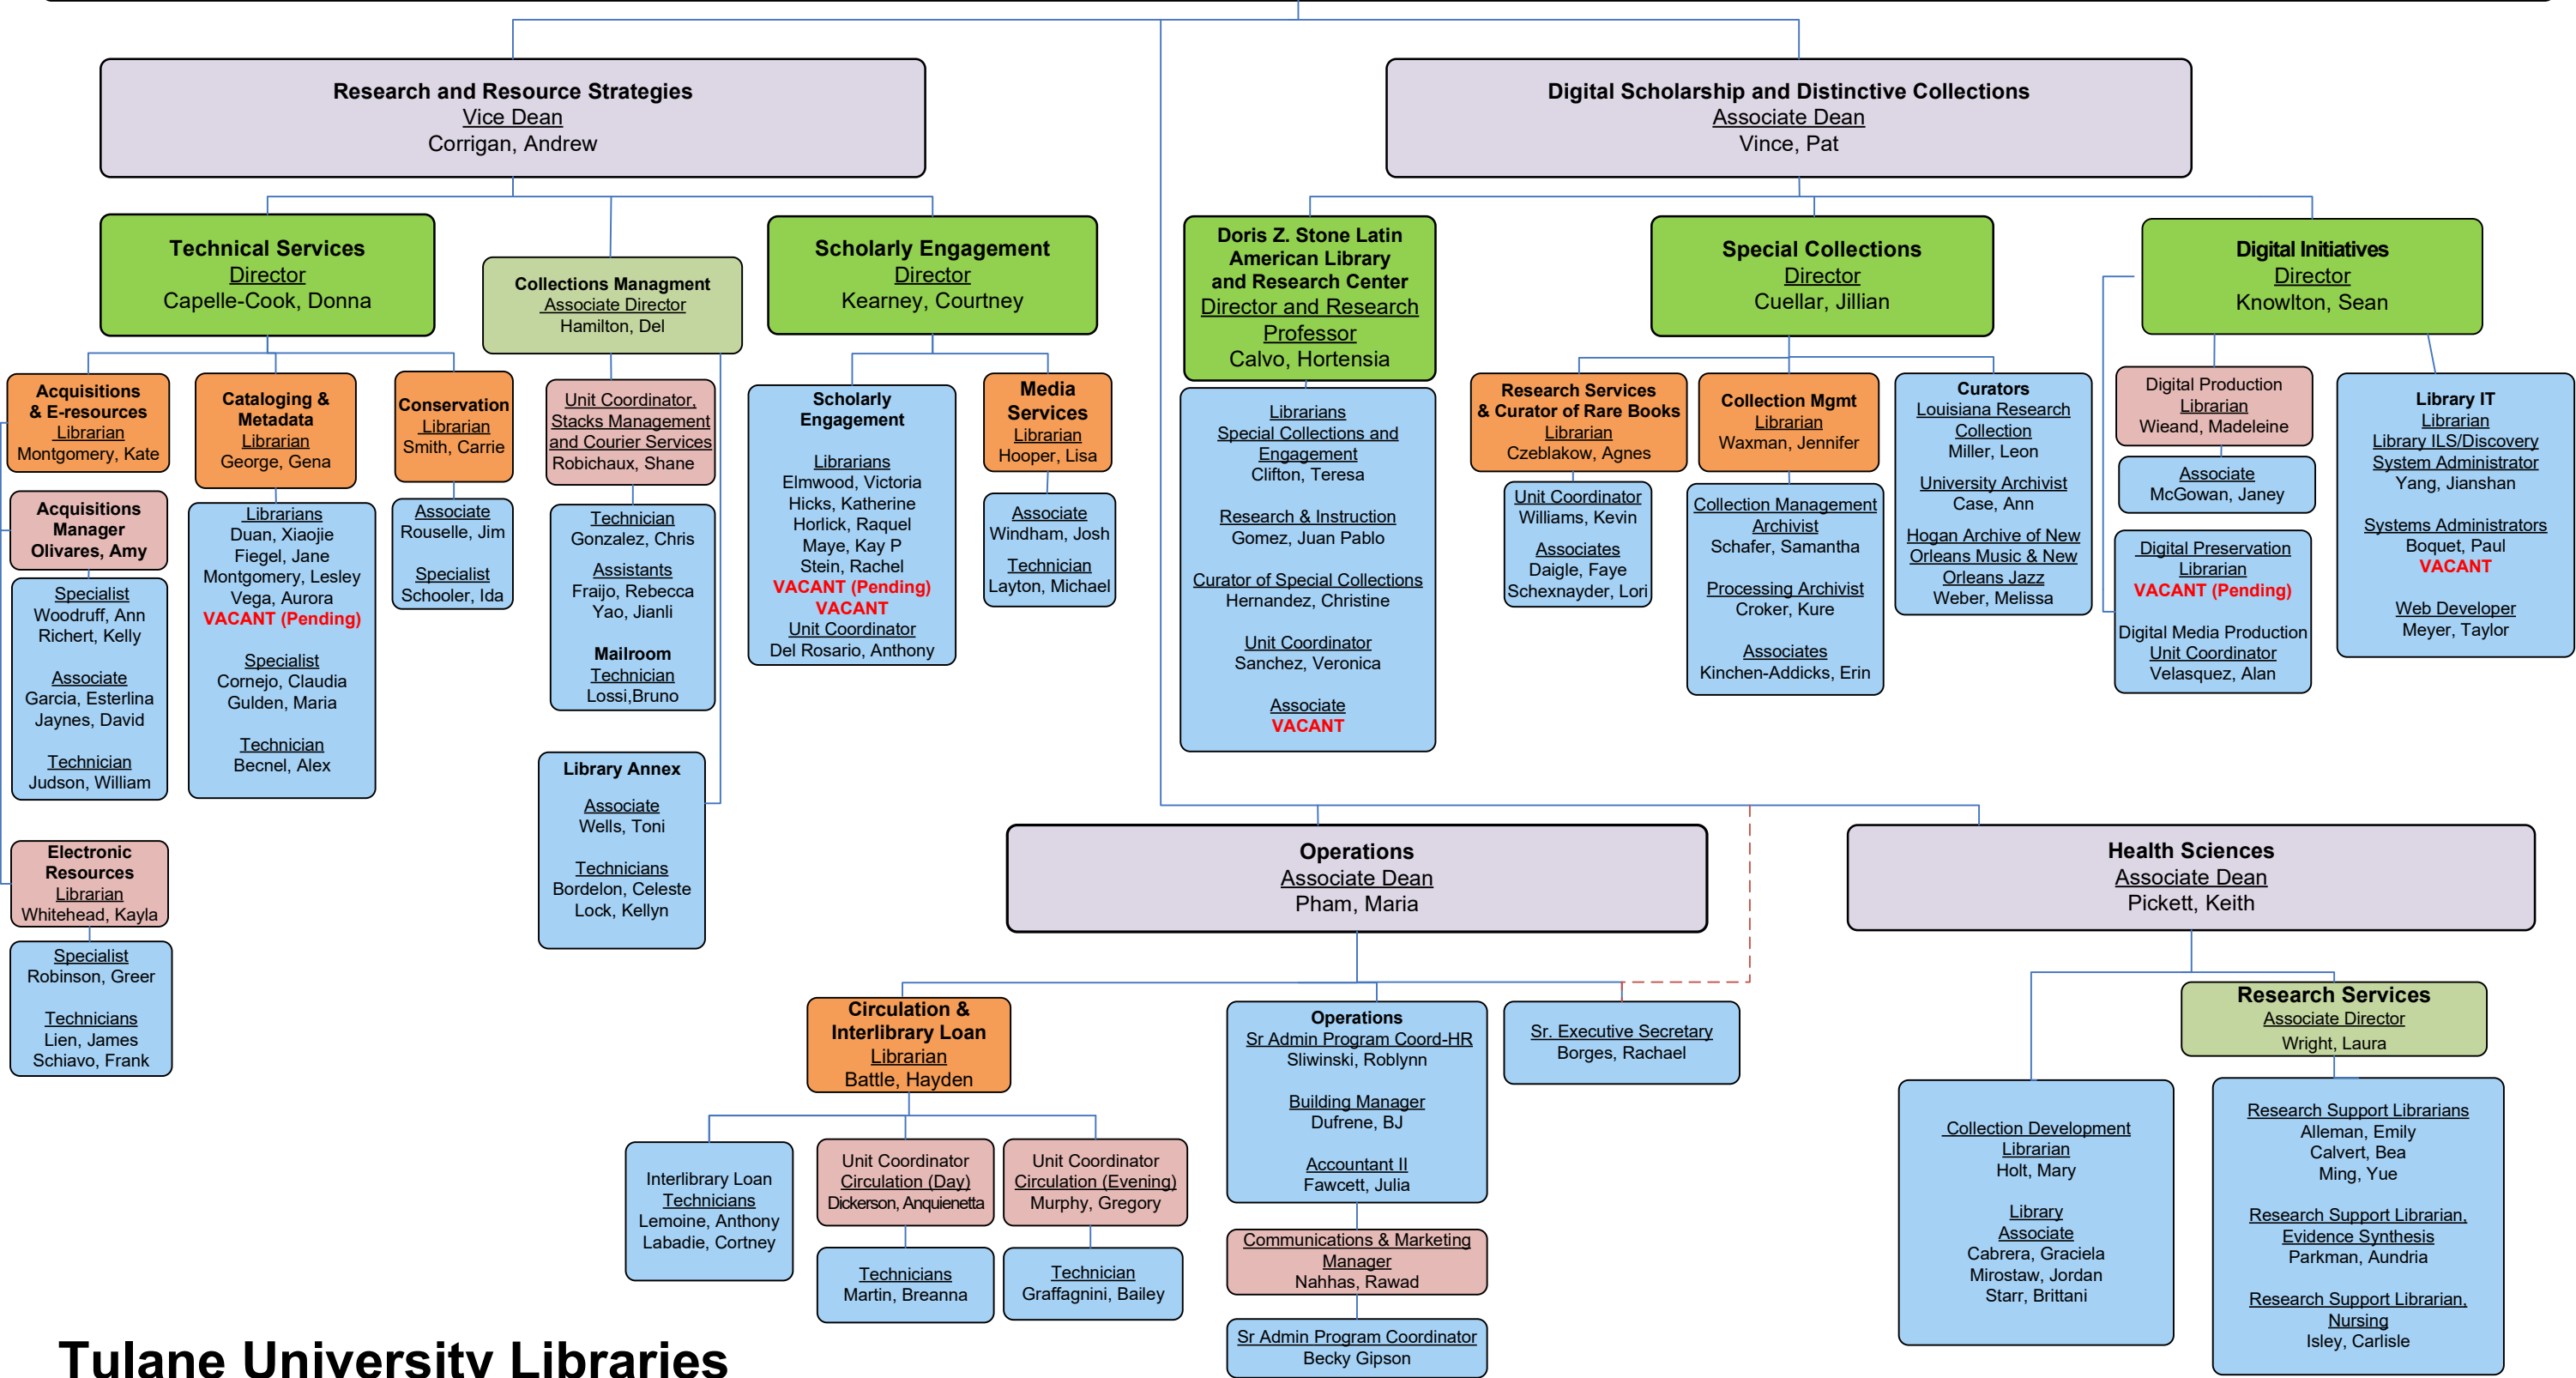 Research and Resource Strategies
Vice Dean
Corrigan, Andrew
Digital Scholarship and Distinctive Collections
Associate Dean
Vince, Pat
Technical Services
Director
Capelle-Cook, Donna
Collections Managment
Associate Director
Hamilton, Del
Scholarly Engagement
Director
Kearney, Courtney
Doris Z. Stone Latin
American Library
and Research Center
Director and Research
Professor
Calvo, Hortensia
Special Collections
Director
Cuellar, Jillian
Digital Initiatives
Director
Knowlton, Sean
Acquisitions
& E-resources
Librarian
Montgomery, Kate
Acquisitions
Manager
Olivares, Amy
Specialist
Woodruff, Ann
Richert, Kelly
Associate
Garcia, Esterlina
Jaynes, David
Technician
Judson, William
Electronic
Resources
Librarian
Whitehead, Kayla
Specialist
Robinson, Greer
Technicians
Lien, James
Schiavo, Frank
Cataloging &
Metadata
Librarian
George, Gena
Librarians
Duan, Xiaojie
Fiegel, Jane
Montgomery, Lesley
Vega, Aurora
VACANT (Pending)
Specialist
Cornejo, Claudia
Gulden, Maria
Technician
Becnel, Alex
Conservation
Librarian
Smith, Carrie
Associate
Rouselle, Jim
Specialist
Schooler, Ida
Unit Coordinator,
Stacks Management
and Courier Services
Robichaux, Shane
Technician
Gonzalez, Chris
Assistants
Fraijo, Rebecca
Yao, Jianli
Mailroom
Technician
Lossi,Bruno
Library Annex
Associate
Wells, Toni
Technicians
Bordelon, Celeste
Lock, Kellyn
Scholarly
Engagement
Librarians
Elmwood, Victoria
Hicks, Katherine
Horlick, Raquel
Maye, Kay P
Stein, Rachel
VACANT (Pending)
VACANT
Unit Coordinator
Del Rosario, Anthony
Media
Services
Librarian
Hooper, Lisa
Associate
Windham, Josh
Technician
Layton, Michael
Librarians
Special Collections and
Engagement
Clifton, Teresa
Research & Instruction
Gomez, Juan Pablo
Curator of Special Collections
Hernandez, Christine
Unit Coordinator
Sanchez, Veronica
Associate
VACANT
Research Services
& Curator of Rare Books
Librarian
Czeblakow, Agnes
Unit Coordinator
Williams, Kevin
Associates
Daigle, Faye
Schexnayder, Lori
Collection Mgmt
Librarian
Waxman, Jennifer
Collection Management
Archivist
Schafer, Samantha
Processing Archivist
Croker, Kure
Associates
Kinchen-Addicks, Erin
Curators
Louisiana Research
Collection
Miller, Leon
University Archivist
Case, Ann
Hogan Archive of New
Orleans Music & New
Orleans Jazz
Weber, Melissa
Digital Production
Librarian
Wieand, Madeleine
Associate
McGowan, Janey
Digital Preservation
Librarian
VACANT (Pending)
Digital Media Production
Unit Coordinator
Velasquez, Alan
Library IT
Librarian
Library ILS/Discovery
System Administrator
Yang, Jianshan
Systems Administrators
Boquet, Paul
VACANT
Web Developer
Meyer, Taylor
Operations
Associate Dean
Pham, Maria
Health Sciences
Associate Dean
Pickett, Keith
Circulation &
Interlibrary Loan
Librarian
Battle, Hayden
Interlibrary Loan
Technicians
Lemoine, Anthony
Labadie, Cortney
Unit Coordinator
Circulation (Day)
Dickerson, Anquienetta
Technicians
Martin, Breanna
Unit Coordinator
Circulation (Evening)
Murphy, Gregory
Technician
Graffagnini, Bailey
Operations
Sr Admin Program Coord-HR
Sliwinski, Roblynn
Building Manager
Dufrene, BJ
Accountant II
Fawcett, Julia
Communications & Marketing
Manager
Nahhas, Rawad
Sr Admin Program Coordinator
Becky Gipson
Sr. Executive Secretary
Borges, Rachael
Research Services
Associate Director
Wright, Laura
Collection Development
Librarian
Holt, Mary
Library
Associate
Cabrera, Graciela
Mirostaw, Jordan
Starr, Brittani
Research Support Librarians
Alleman, Emily
Calvert, Bea
Ming, Yue
Research Support Librarian,
Evidence Synthesis
Parkman, Aundria
Research Support Librarian,
Nursing
Isley, Carlisle
Tulane University Libraries